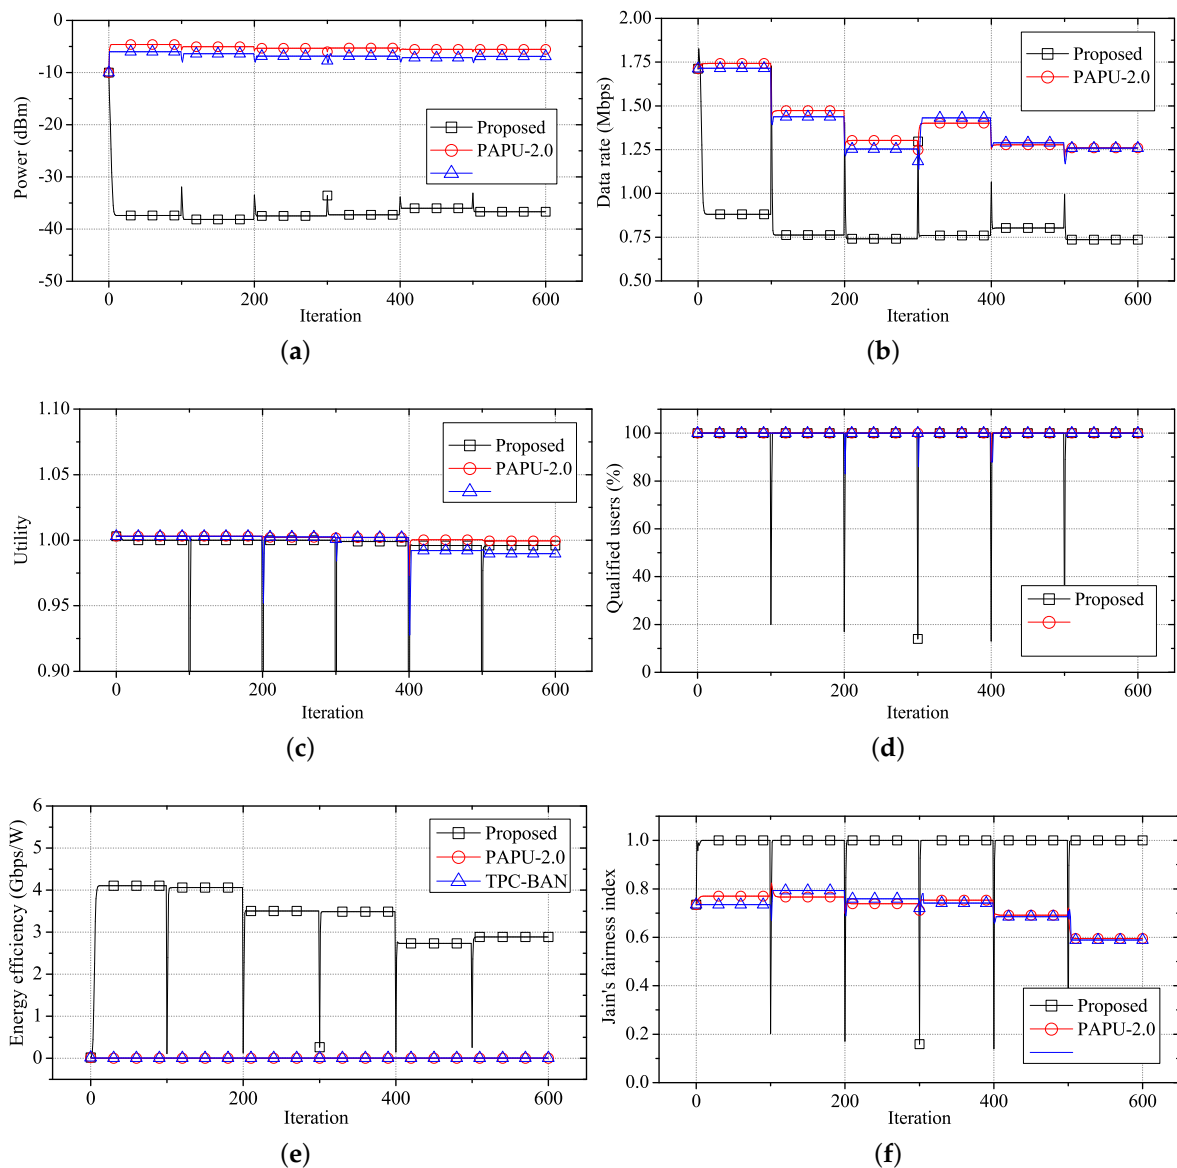 0
-10
-20
-30
-40
-50
Power (dBm)
Proposed
PAPU-2.0
0 200 400 600
Iteration
(a)
2.00
1.75
1.50
1.25
1.00
0.75
0.50
Data rate (Mbps)
Proposed
PAPU-2.0
0 200 400 600
Iteration
(b)
1.10
1.05
1.00
0.95
0.90
Utility
Proposed
PAPU-2.0
0 200 400 600
Iteration
(c)
100
80
60
40
20
0
Qualified users (%)
Proposed
0 200 400 600
Iteration
(d)
6
5
4
3
2
1
0
Energy efficiency (Gbps/W)
Proposed
PAPU-2.0
TPC-BAN
0 200 400 600
Iteration
(e)
1.0
0.8
0.6
0.4
0.2
0.0
Jain's fairness index
Proposed
PAPU-2.0
0 200 400 600
Iteration
(f)